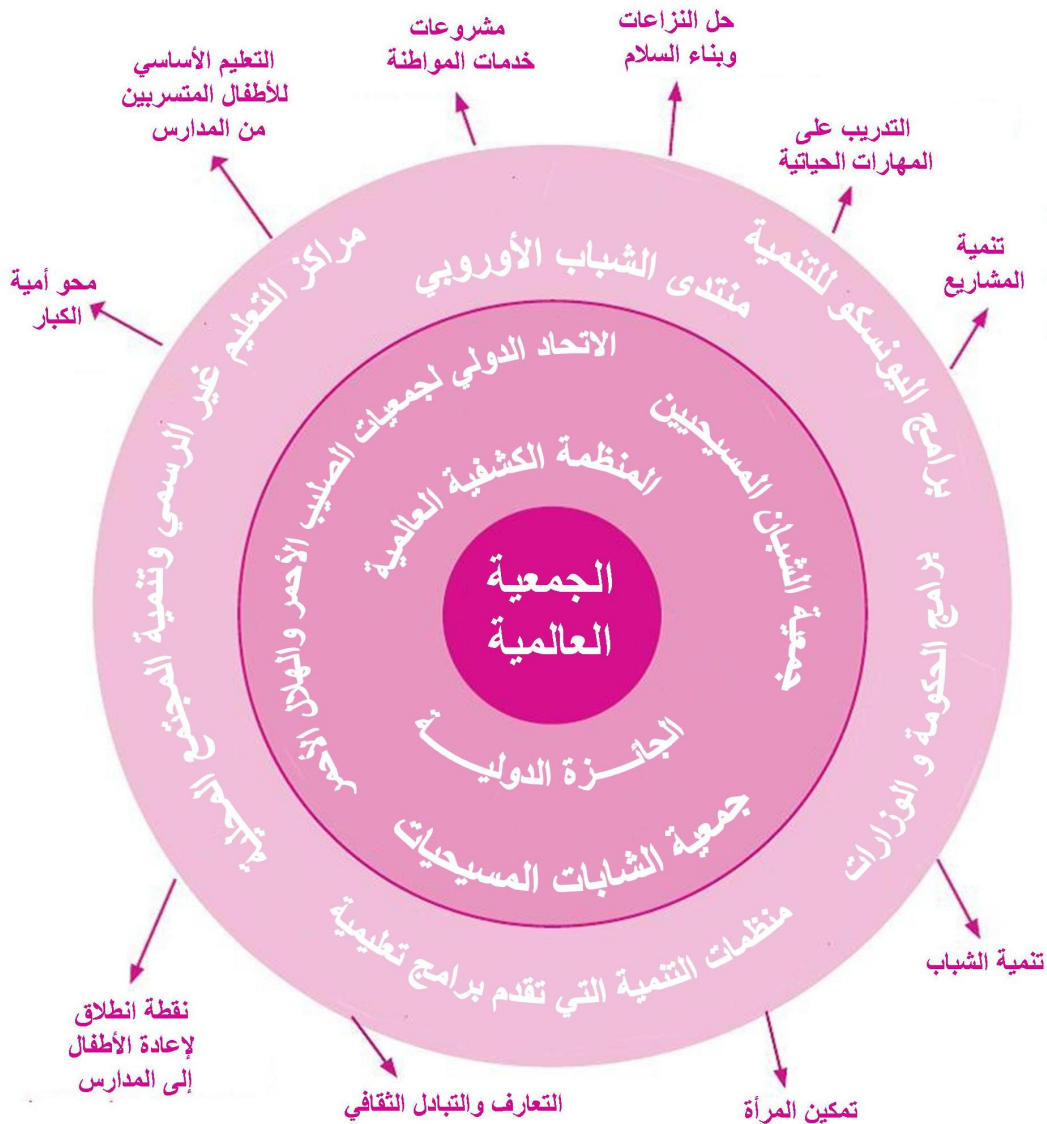 حل النزاعات
وبناء السلام
مشروعات
خدمات المواطنة
التعليم الأساسي
للأطفال المتسربين
من المدارس
التدريب على
المهارات الحياتية
تنمية
المشاريع
محو أمية
الكبار
برامج اليونسكو للتنمية
منتدى الشباب الأوروبي
مراكز التعليم غير الرسمي وتنمية المجتمع المحلية
برامج الحكومة و الوزارات
منظمات التنمية التي تقدم برامج تعليمية
الاتحاد الدولي لجمعيات الصليب الأحمر والهلال الأحمر
جمعية الشبان المسيحيين
المنظمة الكشفية العالمية
الجمعية
العالمية
الجائـــزة الدوليـــــة
جمعية الشابات المسيحيات
تنمية الشباب
تمكين المرأة
التعارف والتبادل الثقافي
نقطة انطلاق
لإعادة الأطفال
إلى المدارس